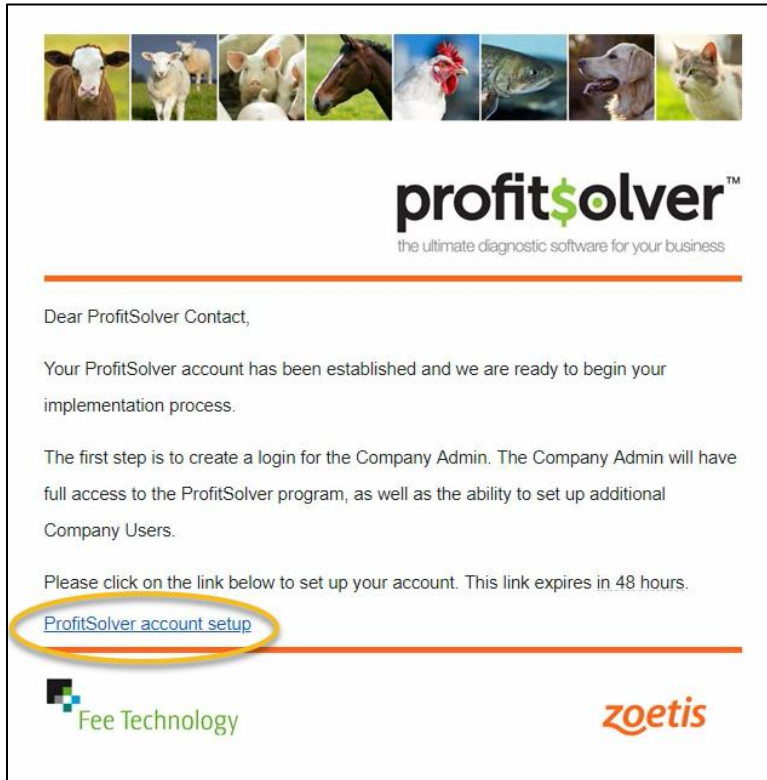 profit$olver™
the ultimate diagnostic software for your business
Dear ProfitSolver Contact,
Your ProfitSolver account has been established and we are ready to begin your
implementation process.
The first step is to create a login for the Company Admin. The Company Admin will have
full access to the ProfitSolver program, as well as the ability to set up additional
Company Users.
Please click on the link below to set up your account. This link expires in 48 hours.
ProfitSolver account setup
Fee Technology
zoetis